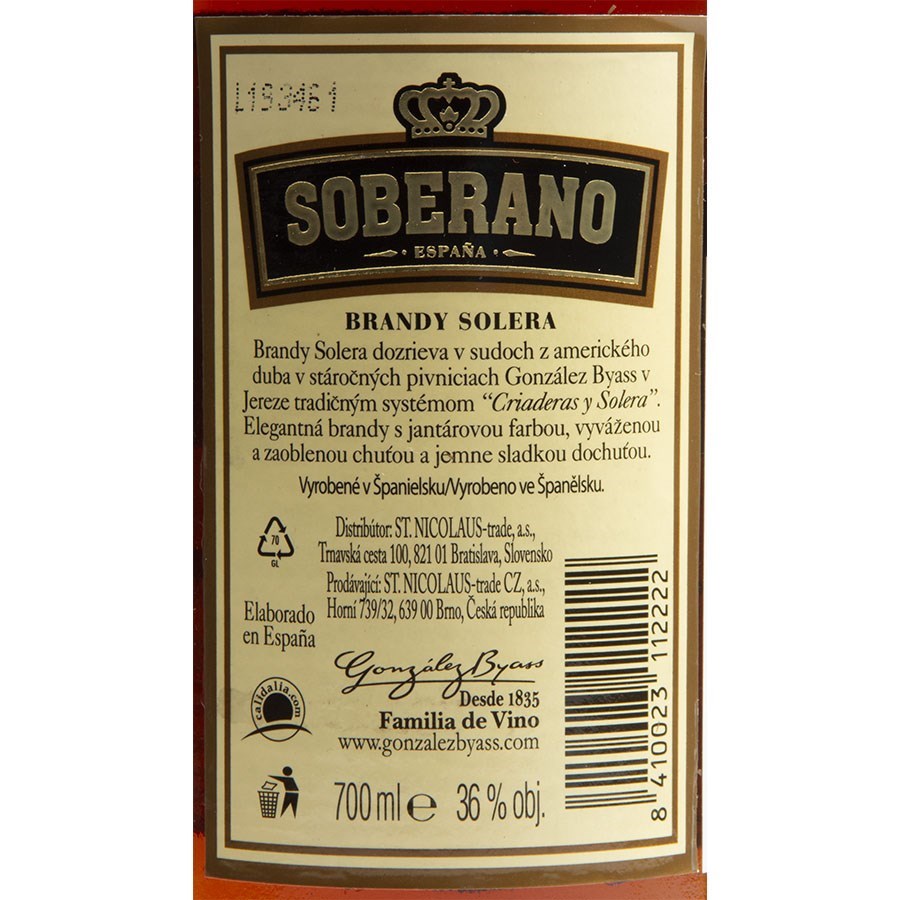 L193461
SOBERANO
ESPAÑA
BRANDY SOLERA
Brandy Solera dozrieva v sudoch z amerického
duba v stáročných pivniciach González Byass v
Jereze tradičným systémom “Criaderas y Solera”.
Elegantná brandy s jantárovou farbou, vyváženou
a zaoblenou chuťou a jemne sladkou dochuťou.
Vyrobené v Španielsku/Vyrobeno ve Španělsku.
70
GL
Distribútor: ST. NICOLAUS-trade, a.s.,
Trnavská cesta 100, 821 01 Bratislava, Slovensko
Prodávající: ST. NICOLAUS-trade CZ, a.s.,
Horní 739/32, 639 00 Brno, Česká republika
Elaborado
en España
González Byass
Desde 1835
Familia de Vino
www.gonzalezbyass.com
calidalia.com
700 ml e 36 % obj.
8 410023 112222